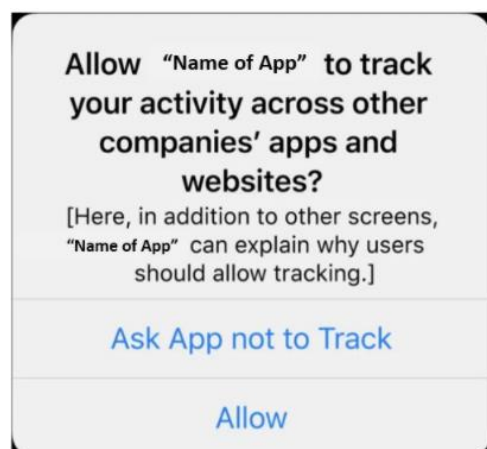 Allow “Name of App” to track
your activity across other
companies’ apps and
websites?
[Here, in addition to other screens,
“Name of App” can explain why users
should allow tracking.]
Ask App not to Track
Allow